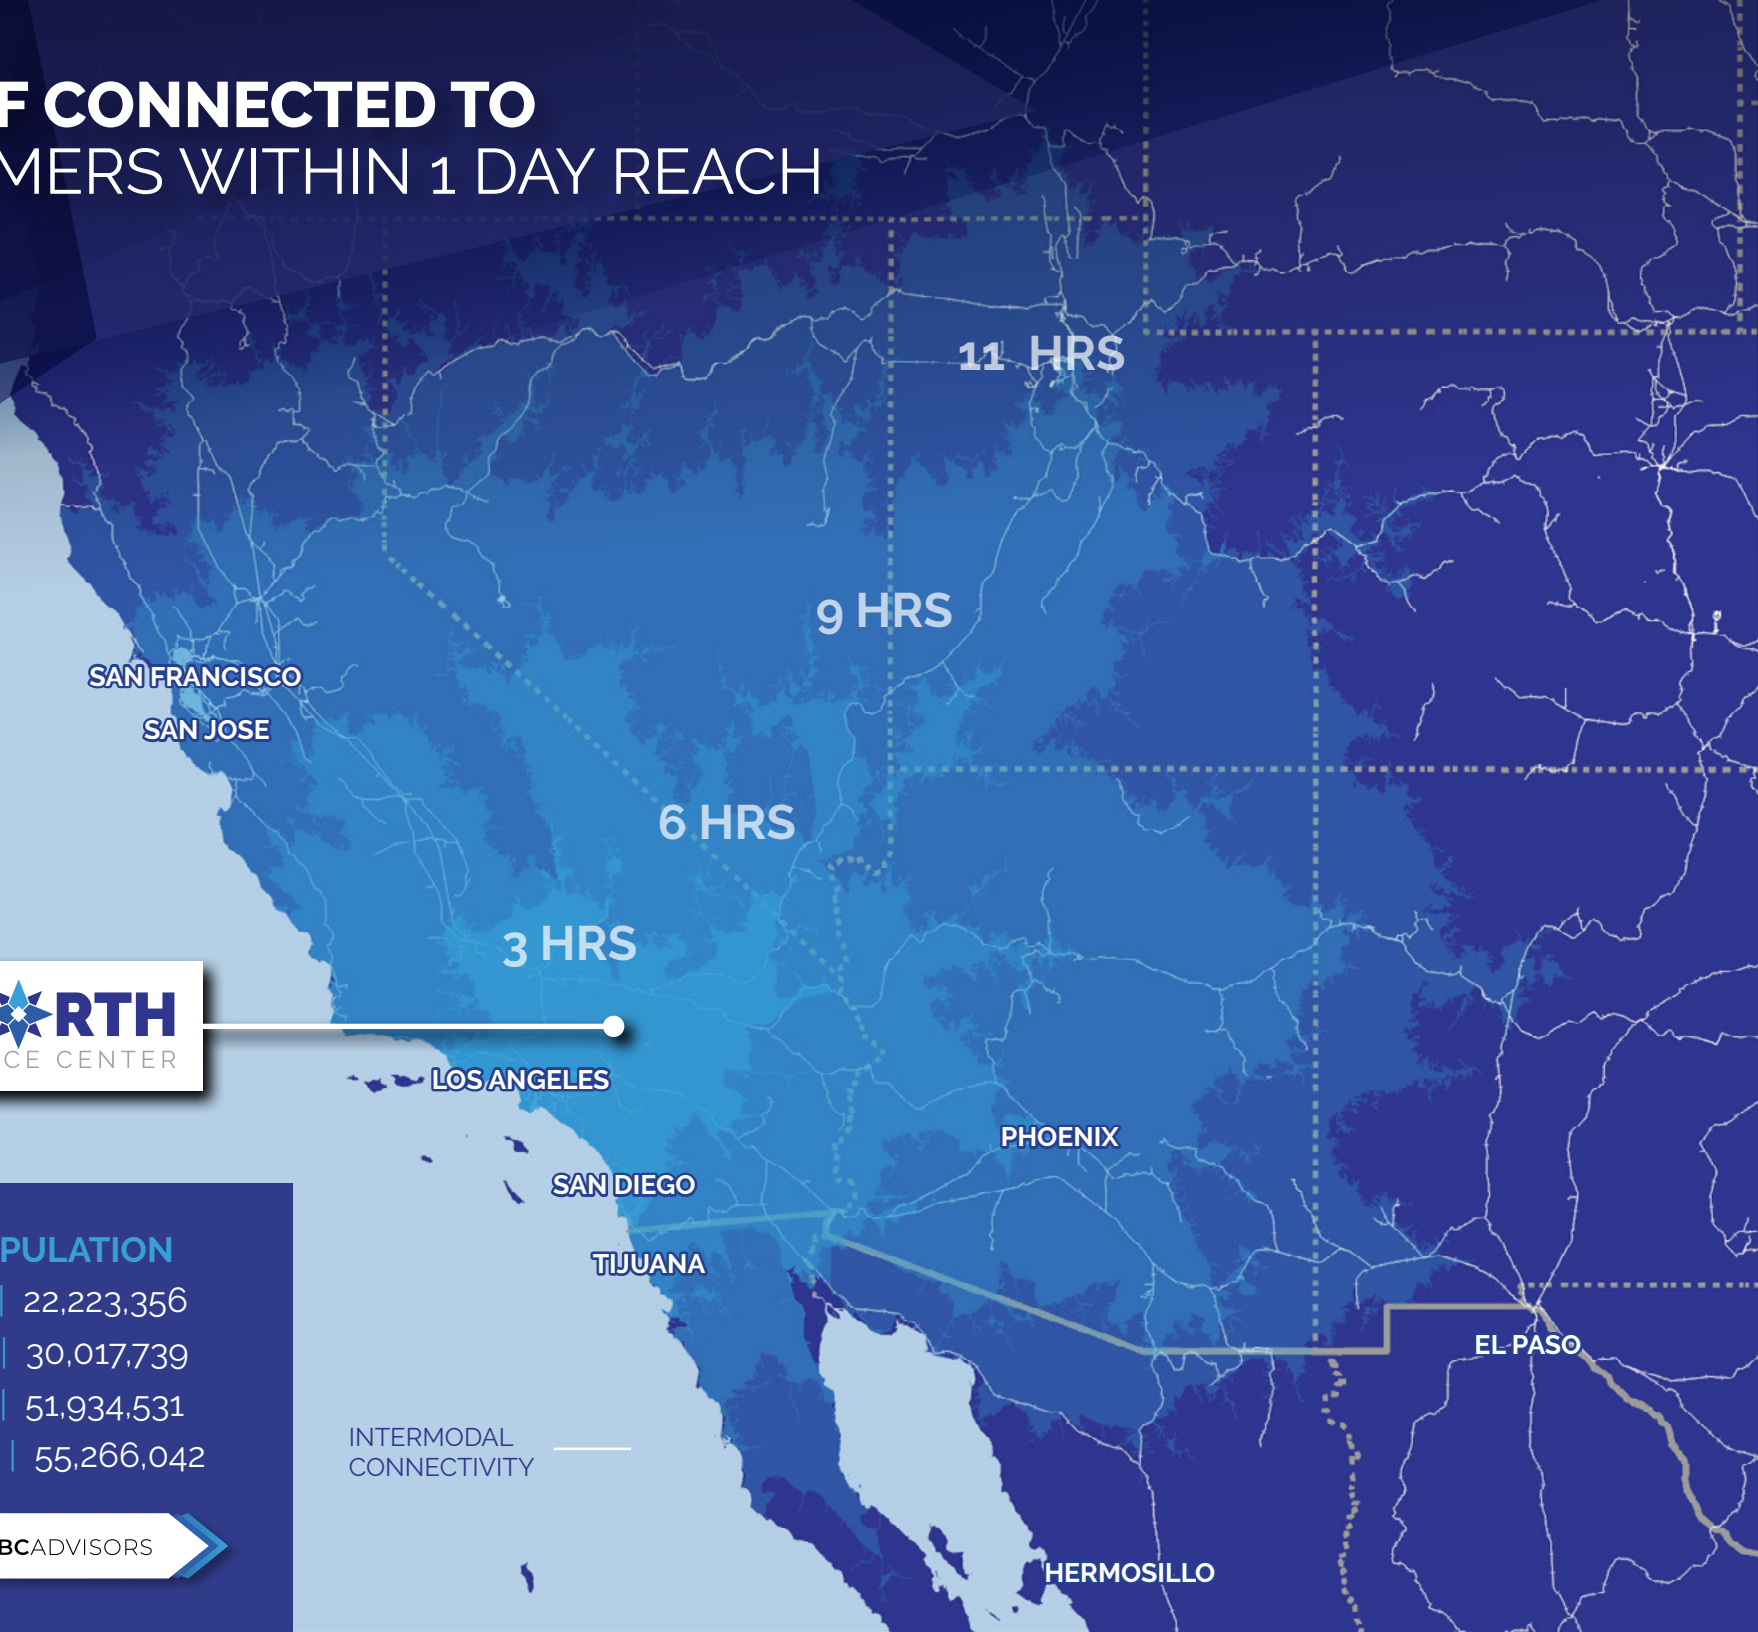 F CONNECTED TO
MERS WITHIN 1 DAY REACH
11 HRS
9 HRS
SAN FRANCISCO
SAN JOSE
6 HRS
3 HRS
RTH
CE CENTER
LOS ANGELES
PHOENIX
SAN DIEGO
TIJUANA
PULATION
| 22,223,356
| 30,017,739
| 51,934,531
| 55,266,042
EL PASO
INTERMODAL
CONNECTIVITY
BCADVISORS
HERMOSILLO